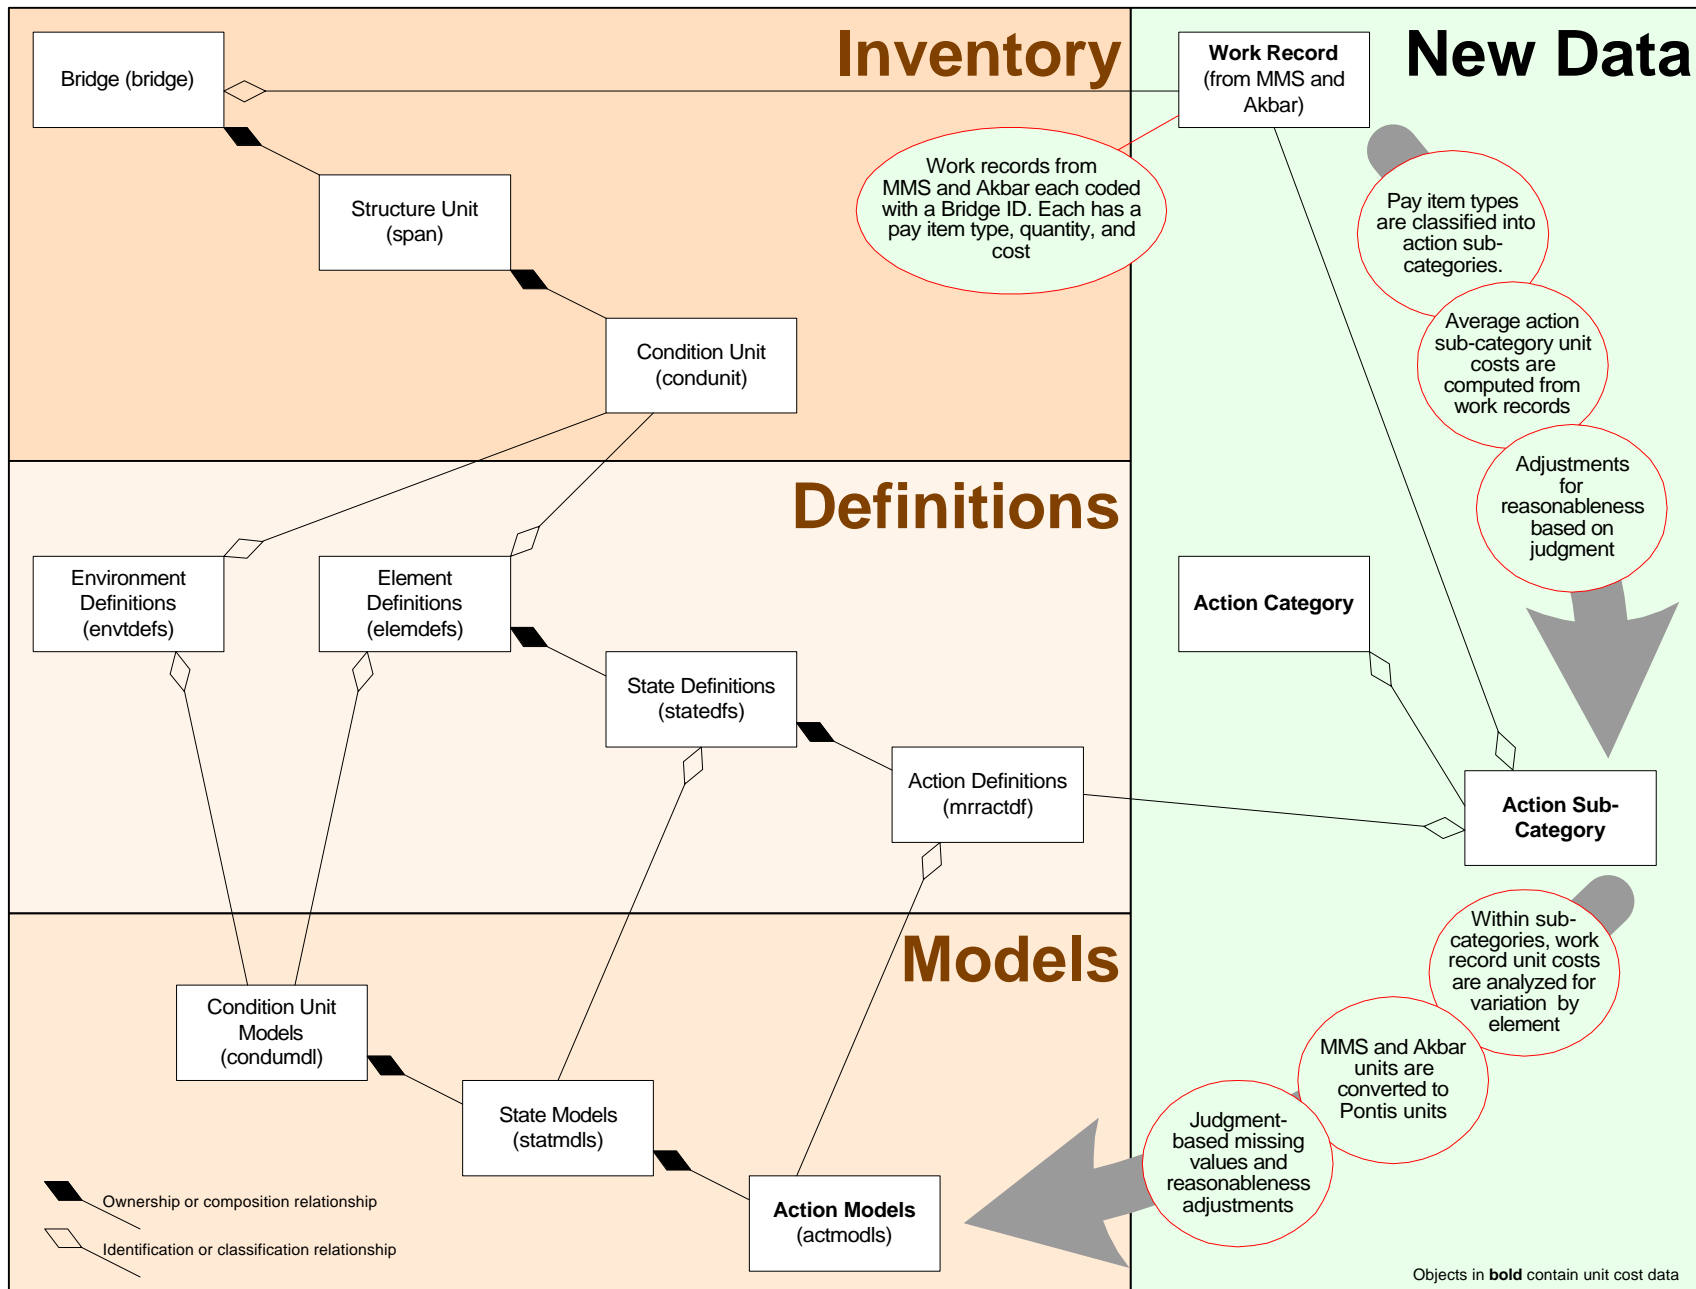 Inventory
New Data
Bridge (bridge)
Work Record
(from MMS and
Akbar)
Work records from
MMS and Akbar each coded
with a Bridge ID. Each has a
pay item type, quantity, and
cost
Structure Unit
(span)
Pay item types
are classified into
action sub-
categories.
Condition Unit
(condunit)
Average action
sub-category unit
costs are
computed from
work records
Definitions
Adjustments
for
reasonableness
based on
judgment
Environment
Definitions
(envtdefs)
Element
Definitions
(elemdefs)
Action Category
State Definitions
(statedfs)
Action Definitions
(mrractdf)
Action Sub-
Category
Models
Within sub-
categories, work
record unit costs
are analyzed for
variation  by
element
Condition Unit
Models
(condumdl)
MMS and Akbar
units are
converted to
Pontis units
State Models
(statmdls)
Judgment-
based missing
values and
reasonableness
adjustments
Action Models
(actmodls)
Ownership or composition relationship
Identification or classification relationship
Objects in bold contain unit cost data